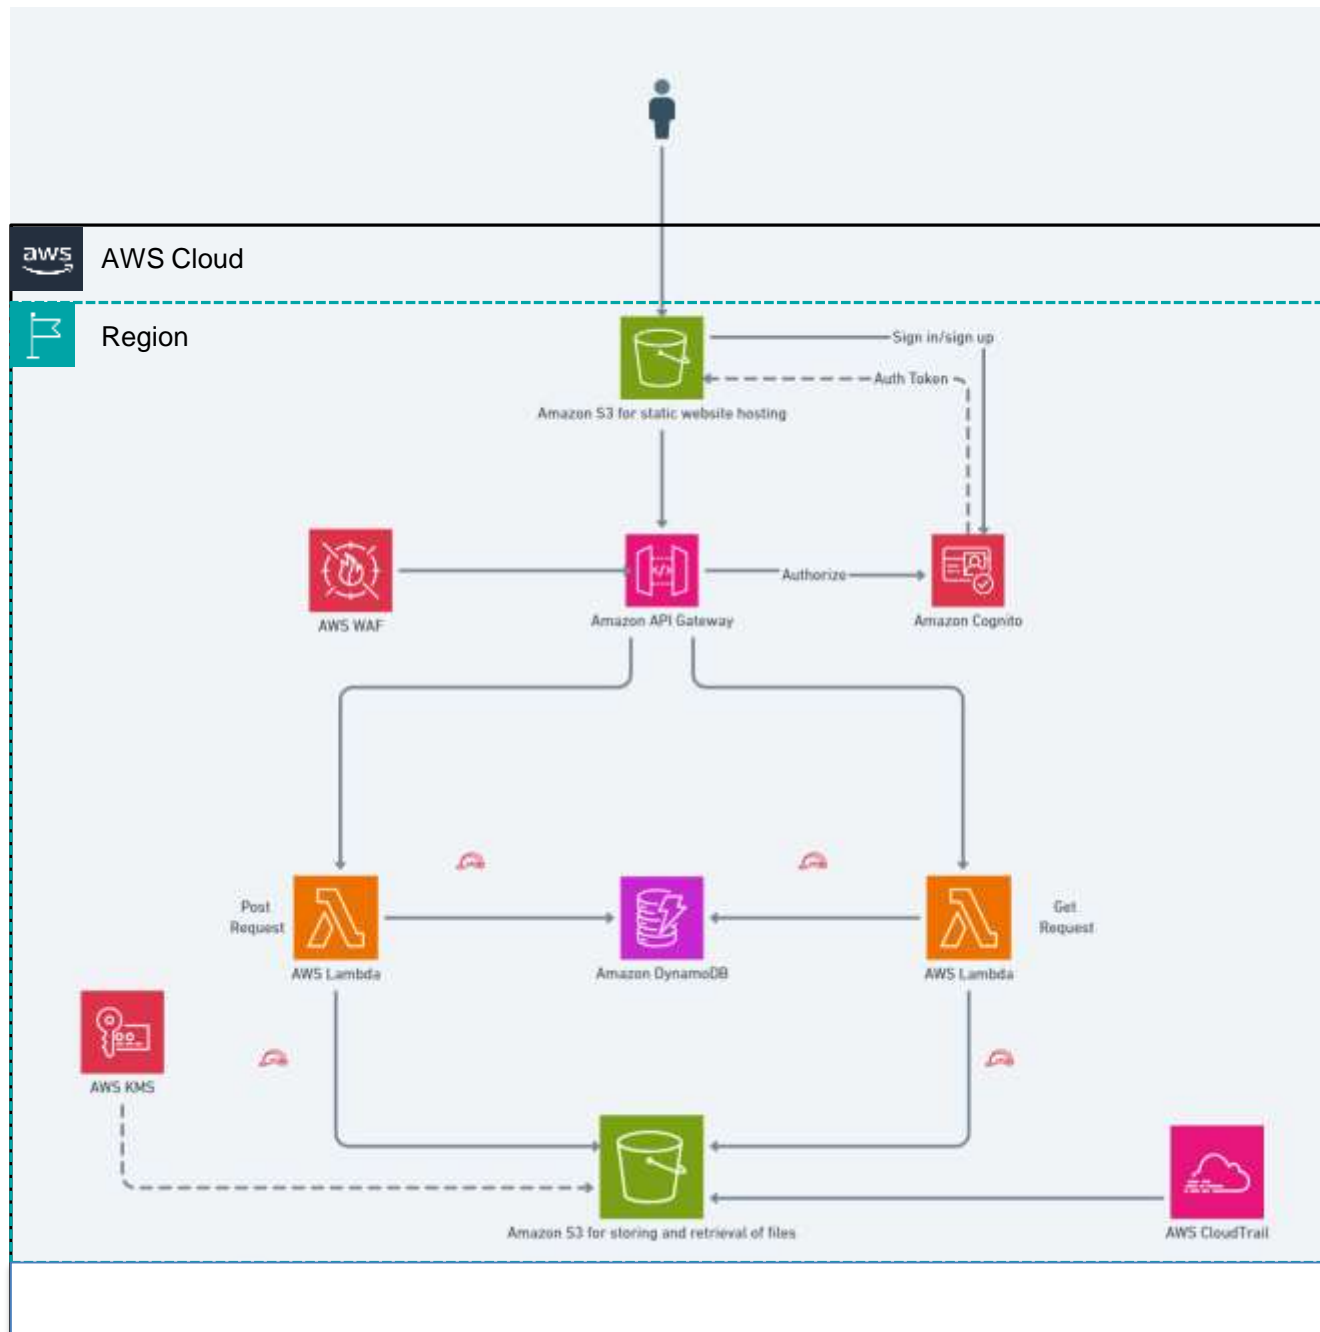 aws
AWS Cloud
Region
Sign in/sign up
Auth Token
Amazon S3 for static website hosting
Authorize
AWS WAF
Amazon API Gateway
Amazon Cognito
Post
Request
Get
Request
AWS Lambda
Amazon DynamoDB
AWS Lambda
AWS KMS
Amazon S3 for storing and retrieval of files
AWS CloudTrail